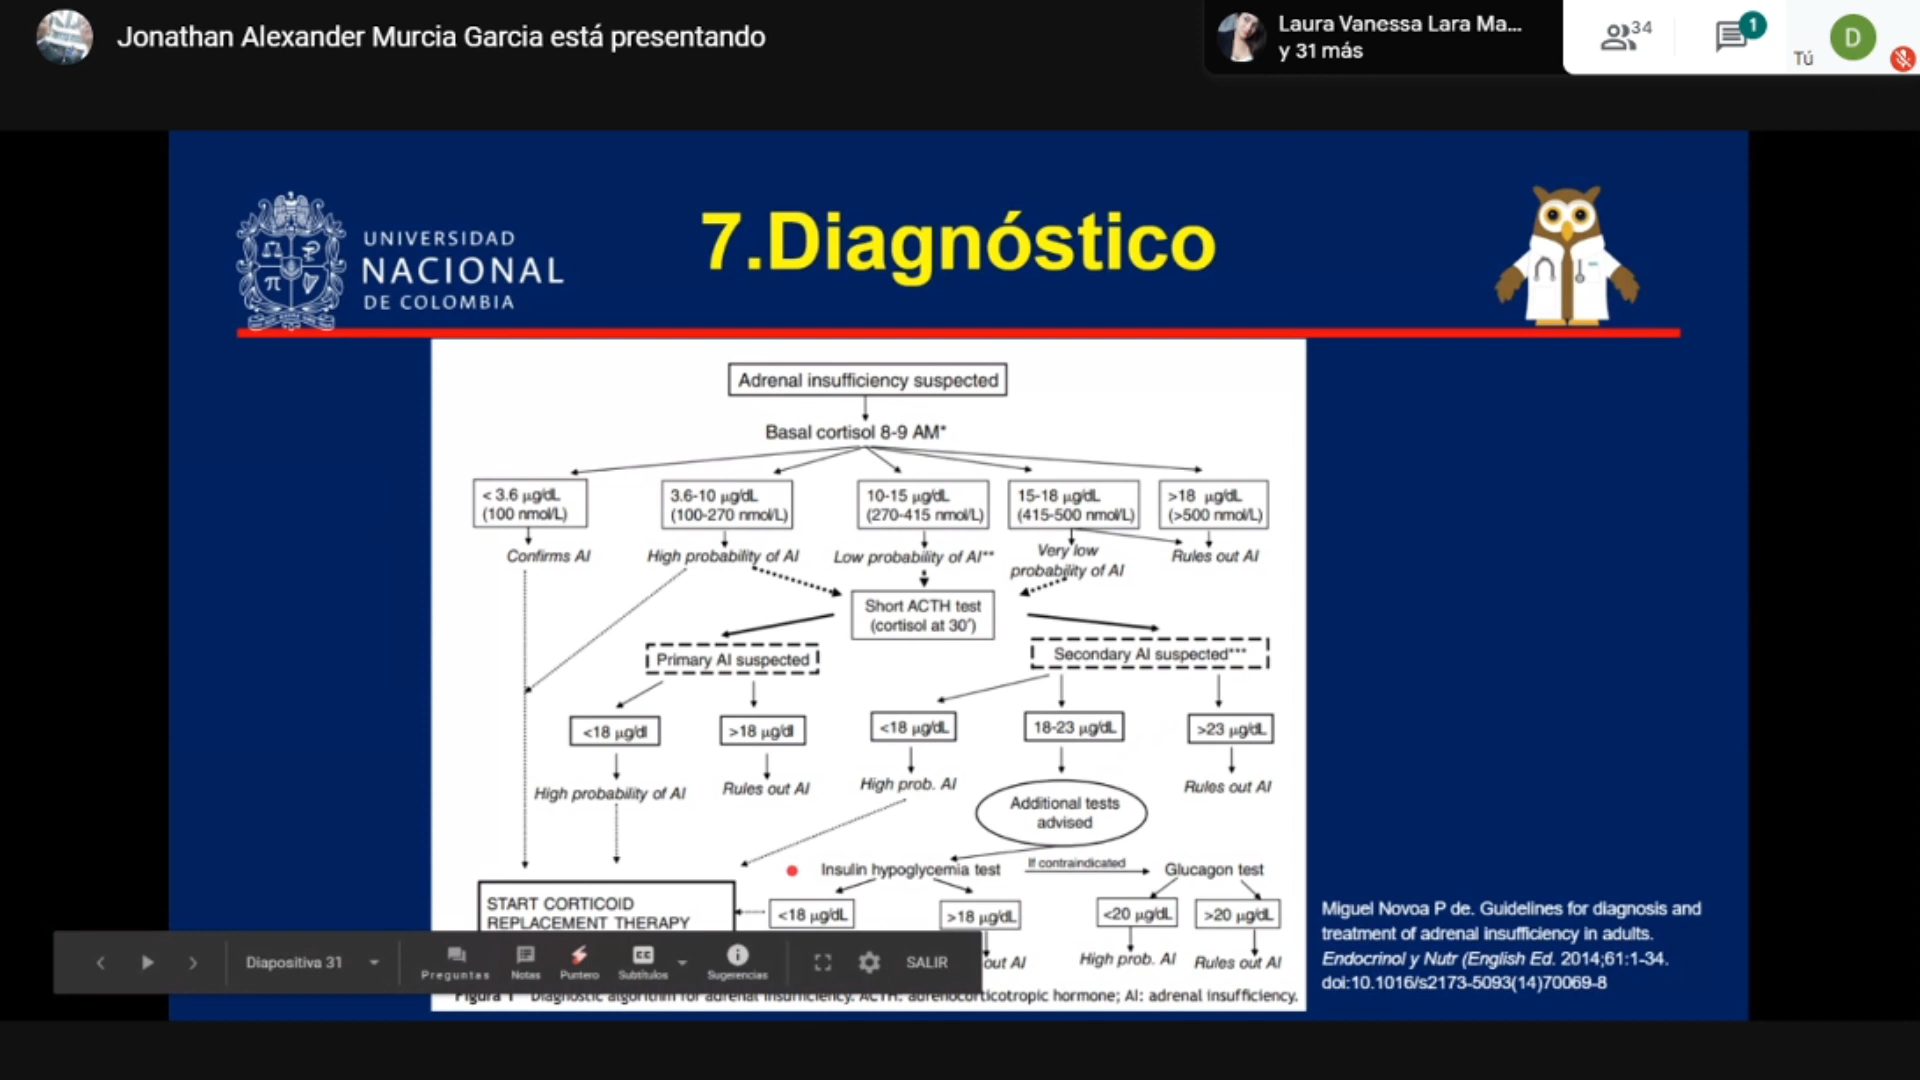 Jonathan Alexander Murcia Garcia está presentando
Laura Vanessa Lara Ma...
y 31 más
34
1
Tú
D
UNIVERSIDAD
NACIONAL
DE COLOMBIA
π
7.Diagnóstico
Adrenal insufficiency suspected
Basal cortisol 8-9 AM*
< 3.6 µg/dL
(100 nmol/L)
3.6-10 µg/dL
(100-270 nmol/L)
10-15 µg/dL
(270-415 nmol/L)
15-18 µg/dL
(415-500 nmol/L)
>18 µg/dL
(>500 nmol/L)
Confirms AI
High probability of AI
Low probability of AI**
Very low
probability of AI
Rules out AI
Short ACTH test
(cortisol at 30′)
Primary AI suspected
Secondary AI suspected***
<18 µg/dl
>18 µg/dl
<18 µg/dL
18-23 µg/dL
>23 µg/dL
High probability of AI
Rules out AI
High prob. AI
Rules out AI
Additional tests
advised
Insulin hypoglycemia test
If contraindicated
Glucagon test
START CORTICOID
REPLACEMENT THERAPY
<18 µg/dL
>18 µg/dL
<20 µg/dL
>20 µg/dL
out AI
High prob. AI
Rules out AI
Figura 1 Diagnostic algorithm for adrenal insufficiency. ACTH: adrenocorticotropic hormone; AI: adrenal insufficiency.
Miguel Novoa P de. Guidelines for diagnosis and
treatment of adrenal insufficiency in adults.
Endocrinol y Nutr (English Ed. 2014;61:1-34.
doi:10.1016/s2173-5093(14)70069-8
Diapositiva 31
Preguntas
Notas
Puntero
CC
Subtítulos
Sugerencias
SALIR